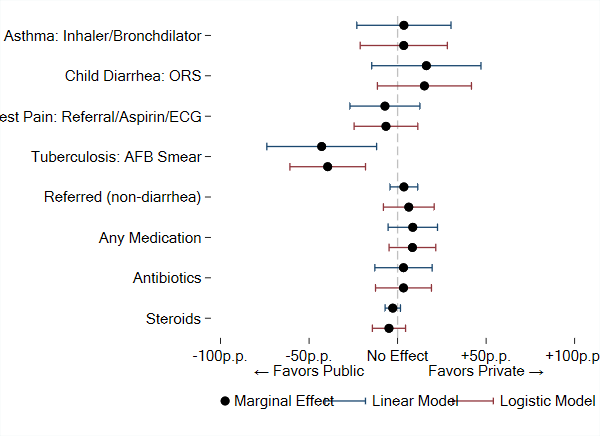 Asthma: Inhaler/Bronchdilator
Child Diarrhea: ORS
est Pain: Referral/Aspirin/ECG
Tuberculosis: AFB Smear
Referred (non-diarrhea)
Any Medication
Antibiotics
Steroids
-100p.p. -50p.p. No Effect +50p.p. +100p.p.
← Favors Public Favors Private →
Marginal Effect Linear Model Logistic Model